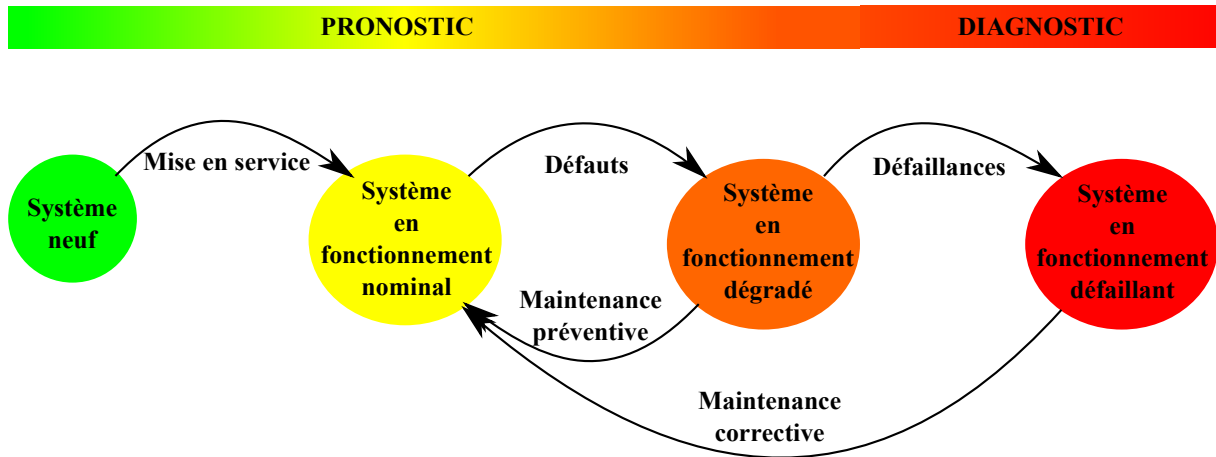 PRONOSTIC
DIAGNOSTIC
Mise en service
Défauts
Défaillances
Système
neuf
Système
en
fonctionnement
nominal
Système
en
fonctionnement
dégradé
Système
en
fonctionnement
défaillant
Maintenance
préventive
Maintenance
corrective